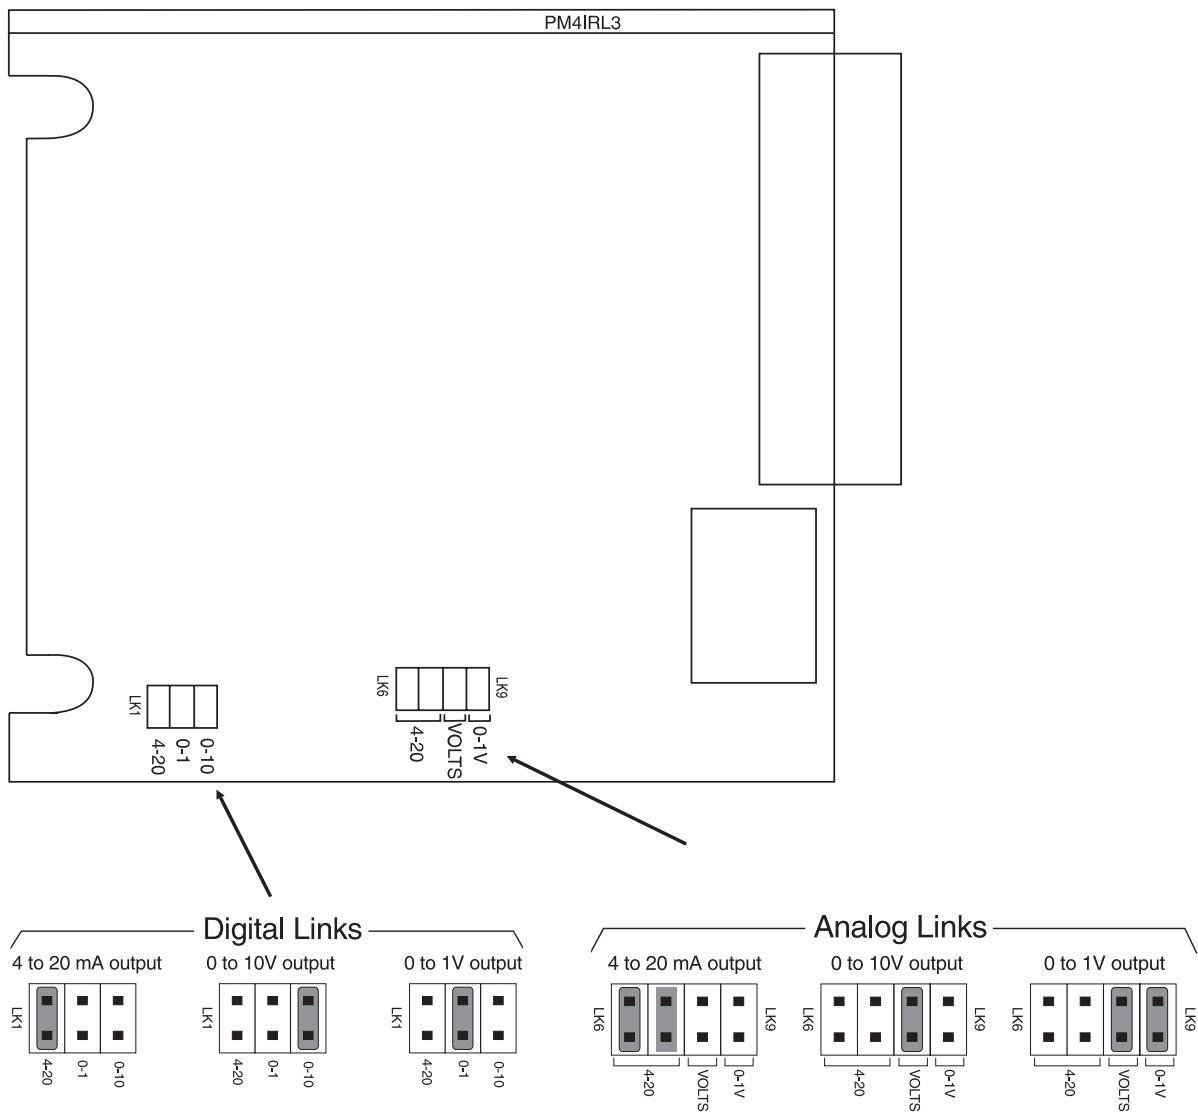 PM4IRL3
LK1
4-20
0-1
0-10
LK6
LK9
4-20
VOLTS
0-1V
Digital Links
4 to 20 mA output
0 to 10V output
0 to 1V output
LK1
4-20
0-1
0-10
LK1
4-20
0-1
0-10
LK1
4-20
0-1
0-10
Analog Links
4 to 20 mA output
0 to 10V output
0 to 1V output
LK6
LK9
4-20
VOLTS
0-1V
LK6
LK9
4-20
VOLTS
0-1V
LK6
LK9
4-20
VOLTS
0-1V